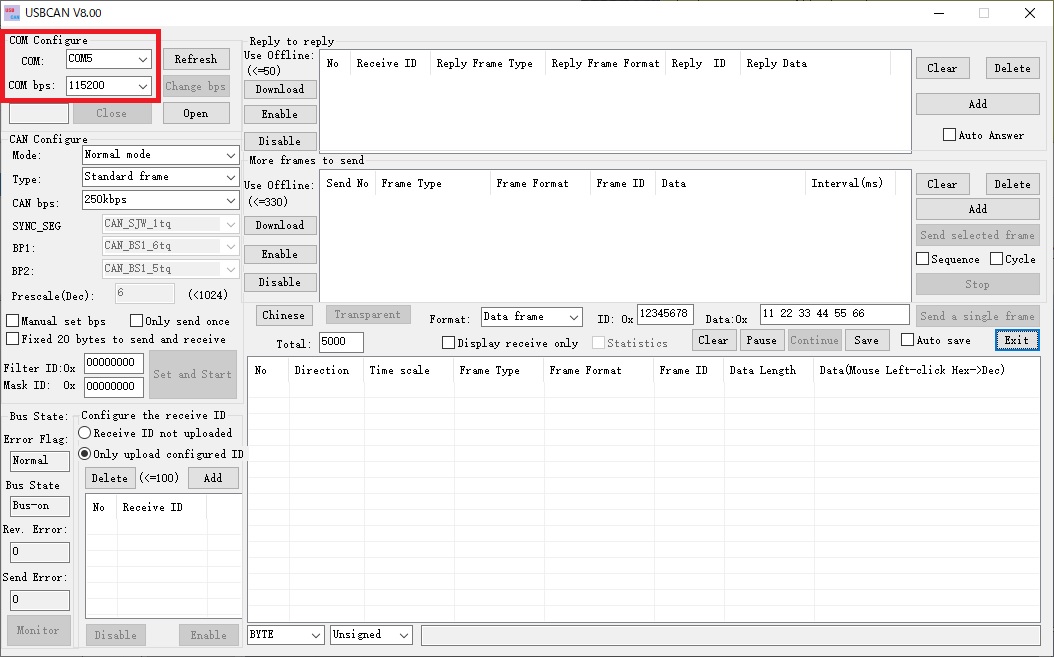 USBCAN V8.00
COM Configure
COM: COM5 Refresh
COM bps: 115200 Change bps
Close Open
CAN Configure
Mode: Normal mode
Type: Standard frame
CAN bps: 250kbps
SYNC_SEG CAN_SJW_1tq
BP1: CAN_BS1_6tq
BP2: CAN_BS1_5tq
Prescale(Dec): 6 (<1024)
Manual set bps Only send once
Fixed 20 bytes to send and receive
Filter ID:0x 00000000
Mask ID: 0x 00000000
Set and Start
Bus State:
Error Flag:
Normal
Bus State
Bus-on
Rev. Error:
0
Send Error:
0
Monitor
Configure the receive ID
Receive ID not uploaded
Only upload configured ID
Delete (<=100) Add
No Receive ID
Disable Enable
Reply to reply
Use Offline:
(<=50)
Download
Enable
Disable
No Receive ID Reply Frame Type Reply Frame Format Reply ID Reply Data
Clear Delete
Add
Auto Answer
More frames to send
Use Offline:
(<=330)
Download
Enable
Disable
Send No Frame Type Frame Format Frame ID Data Interval(ms)
Clear Delete
Add
Send selected frame
Sequence Cycle
Stop
Chinese Transparent Format: Data frame ID: 0x 12345678 Data:0x 11 22 33 44 55 66 Send a single frame
Total: 5000 Display receive only Statistics Clear Pause Continue Save Auto save Exit
No Direction Time scale Frame Type Frame Format Frame ID Data Length Data(Mouse Left-click Hex->Dec)
BYTE Unsigned